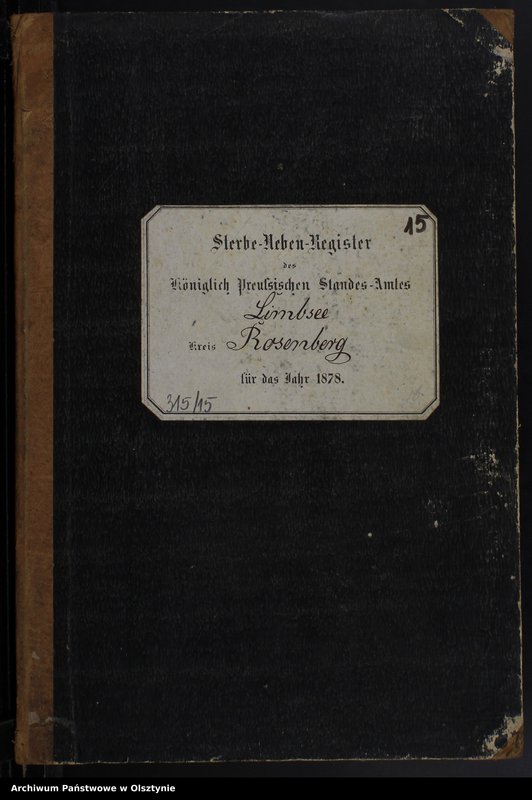 15
Sterbe-Neben-Register
des
Königlich Preußischen Standes-Amtes
Limbsee
Kreis Rosenberg
für das Jahr 1878.
315/15
Archiwum Państwowe w Olsztynie